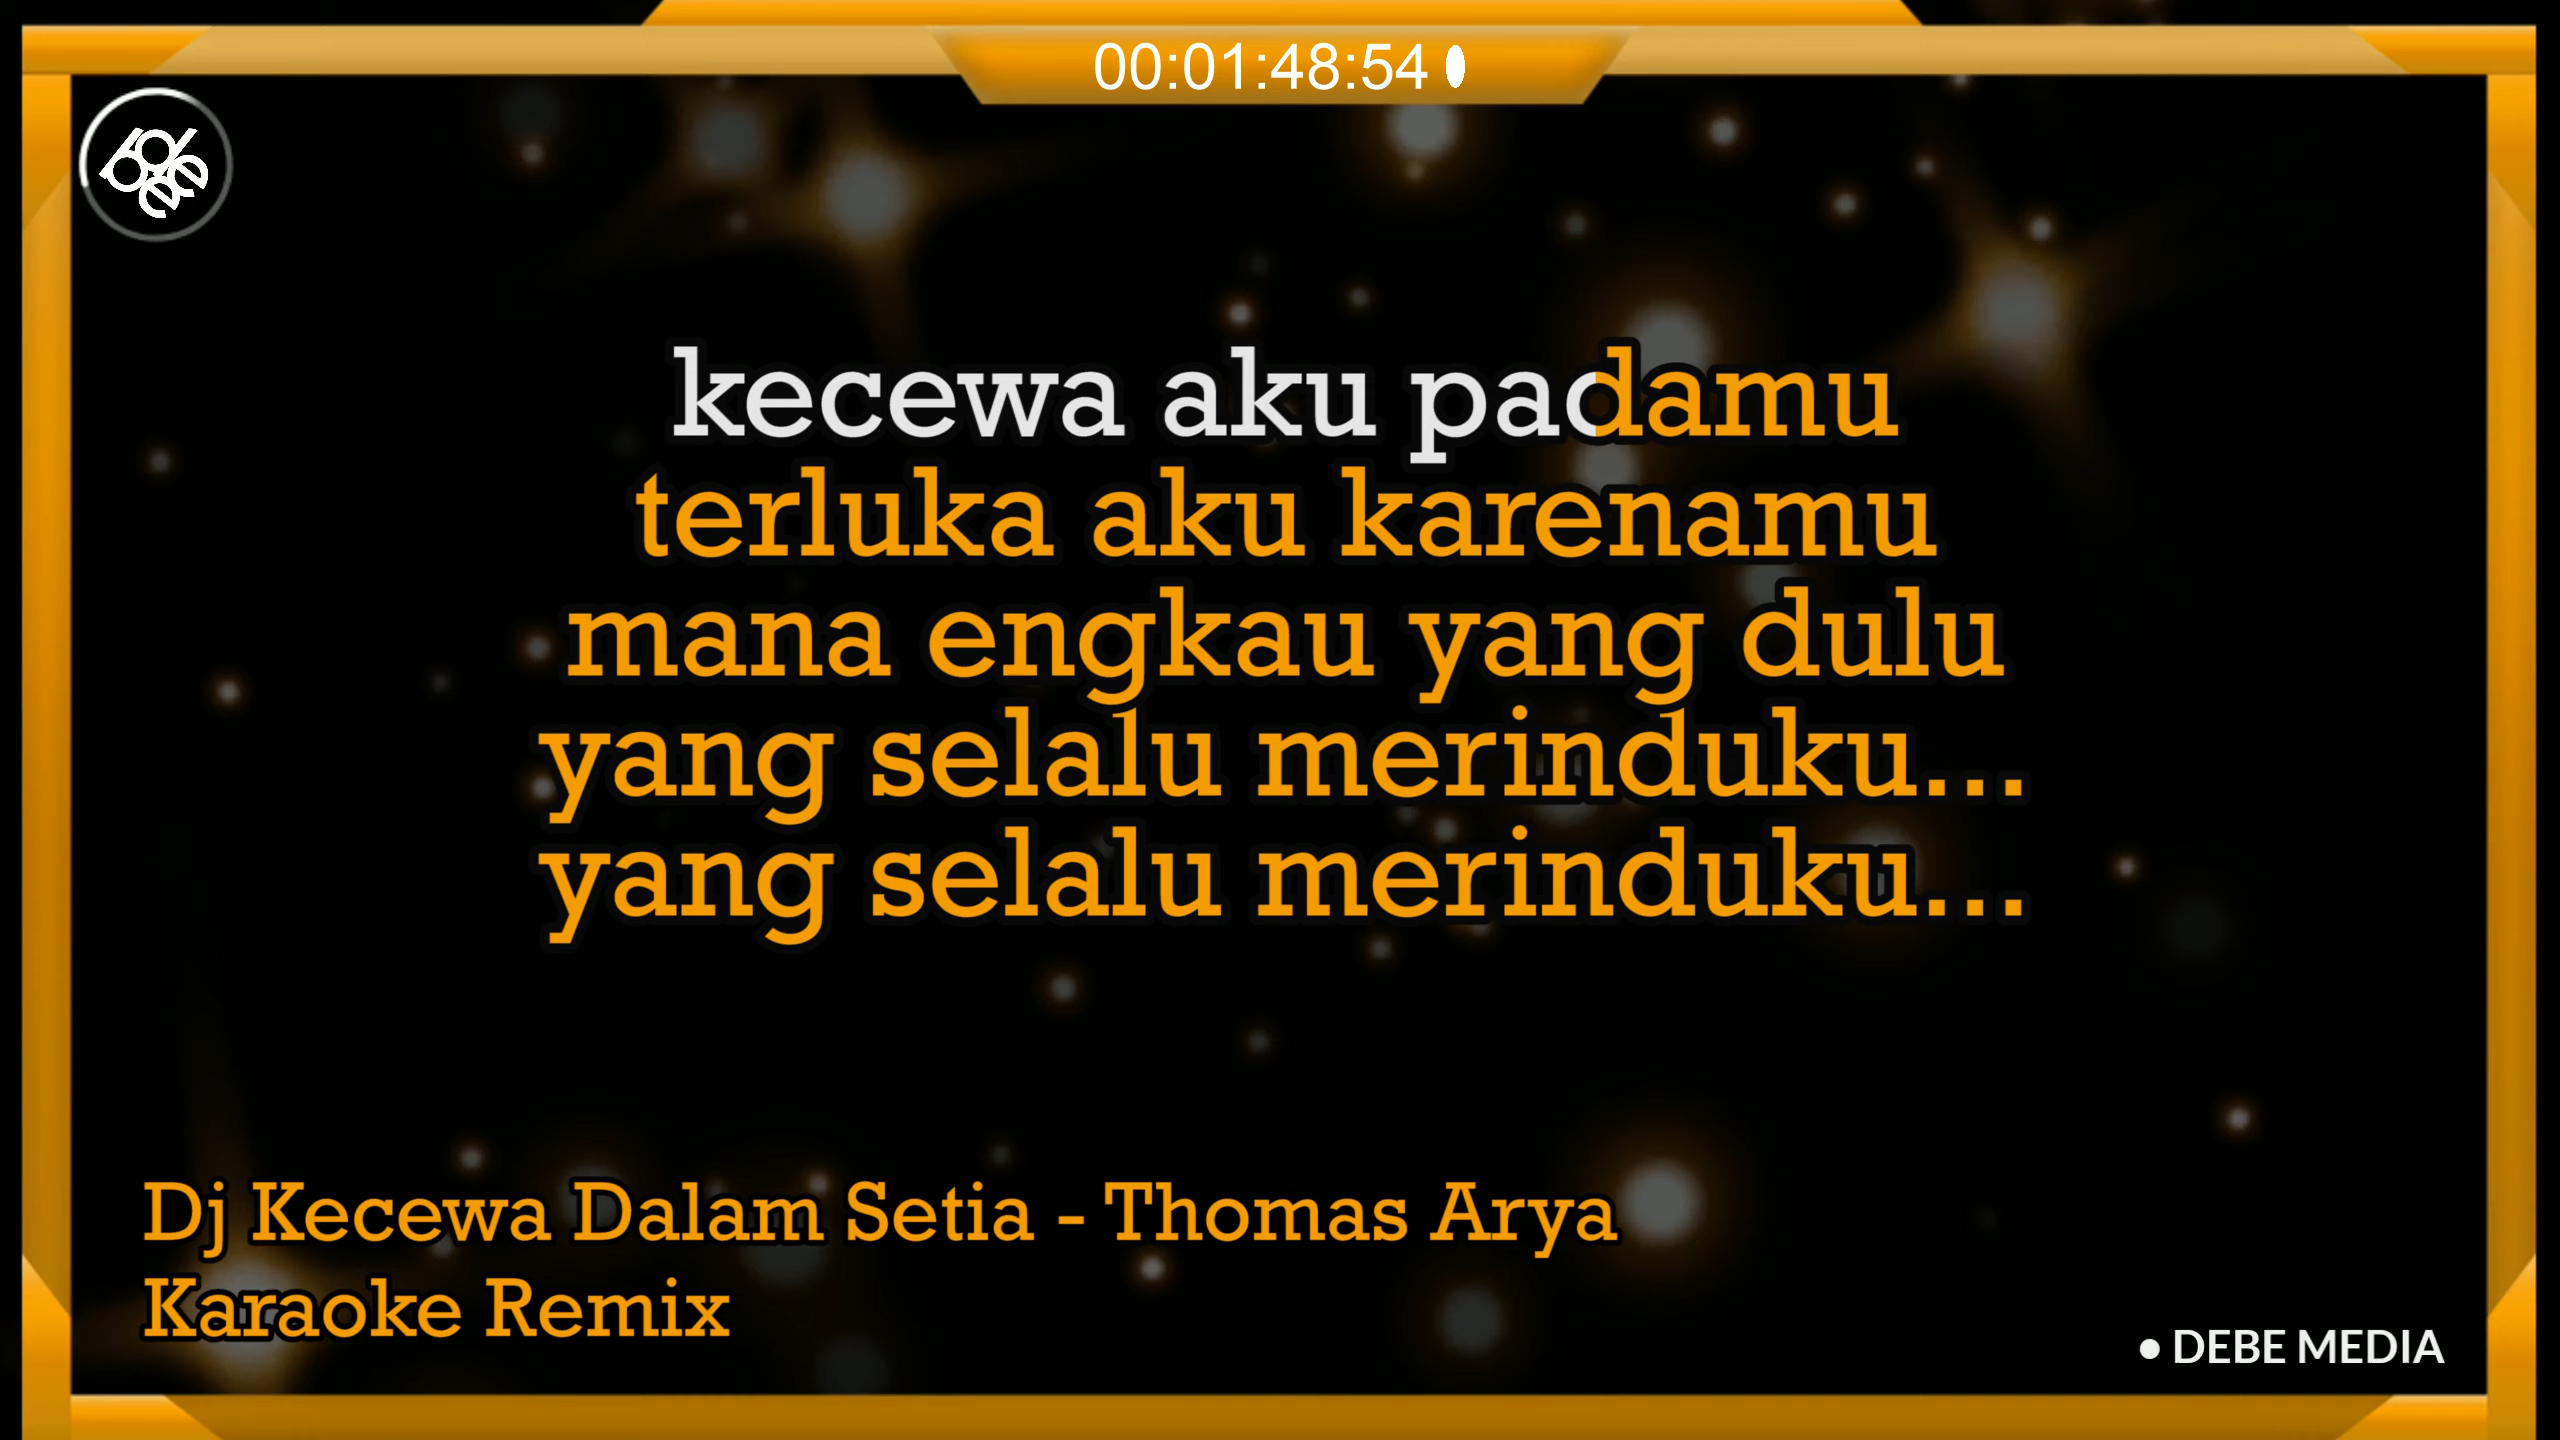 00:01:48:54
kecewa aku padamu
terluka aku karenamu
mana engkau yang dulu
yang selalu merinduku...
yang selalu merinduku...
Dj Kecewa Dalam Setia - Thomas Arya
Karaoke Remix
• DEBE MEDIA